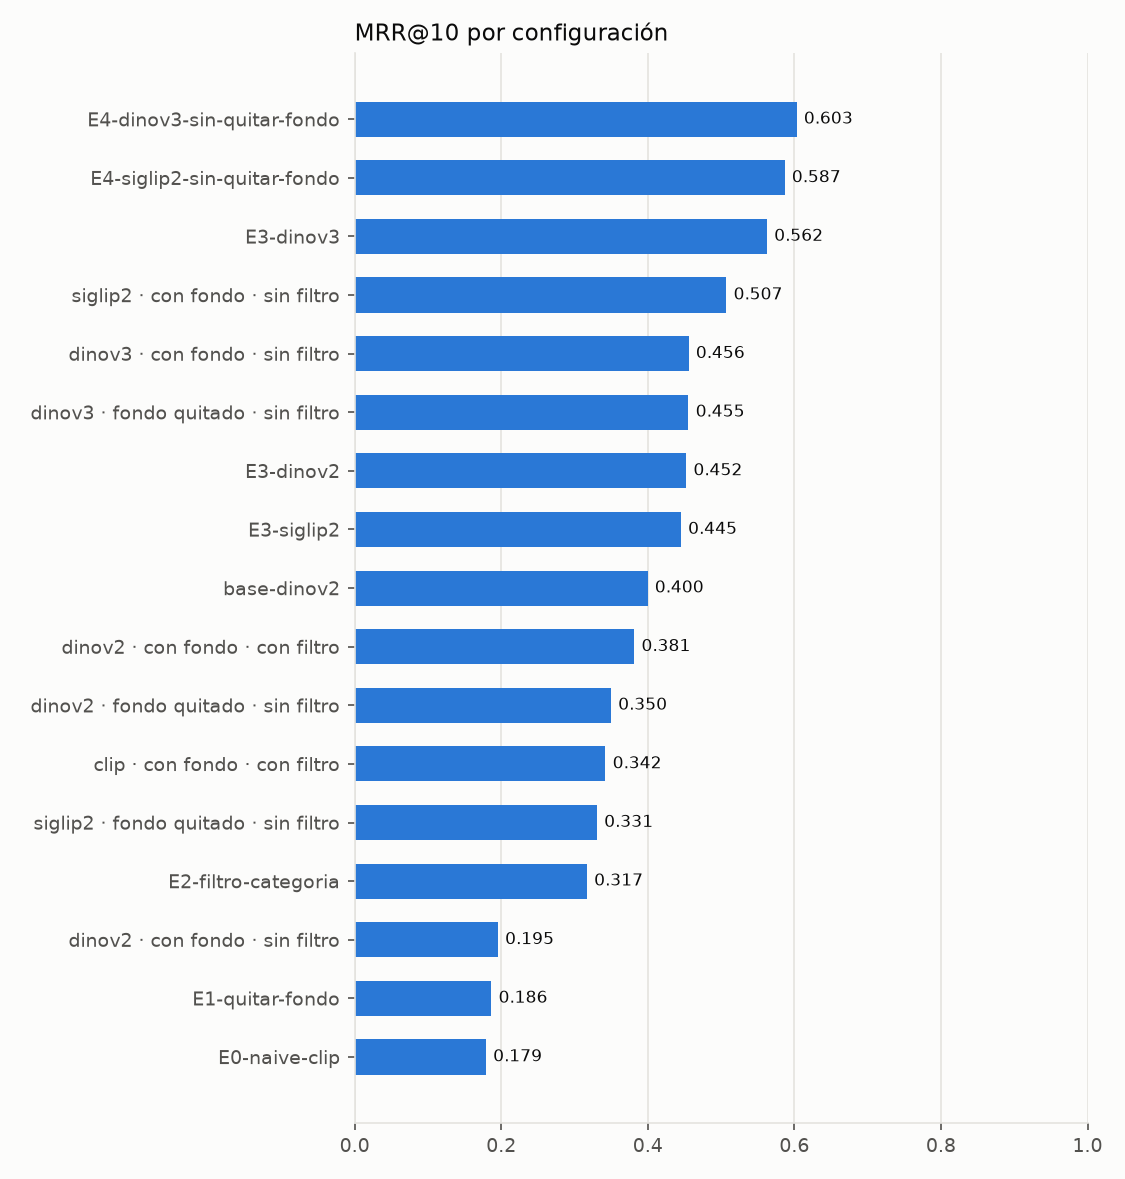 MRR@10 por configuración
E4-dinov3-sin-quitar-fondo 0.603
E4-siglip2-sin-quitar-fondo 0.587
E3-dinov3 0.562
siglip2 · con fondo · sin filtro 0.507
dinov3 · con fondo · sin filtro 0.456
dinov3 · fondo quitado · sin filtro 0.455
E3-dinov2 0.452
E3-siglip2 0.445
base-dinov2 0.400
dinov2 · con fondo · con filtro 0.381
dinov2 · fondo quitado · sin filtro 0.350
clip · con fondo · con filtro 0.342
siglip2 · fondo quitado · sin filtro 0.331
E2-filtro-categoria 0.317
dinov2 · con fondo · sin filtro 0.195
E1-quitar-fondo 0.186
E0-naive-clip 0.179
0.0 0.2 0.4 0.6 0.8 1.0